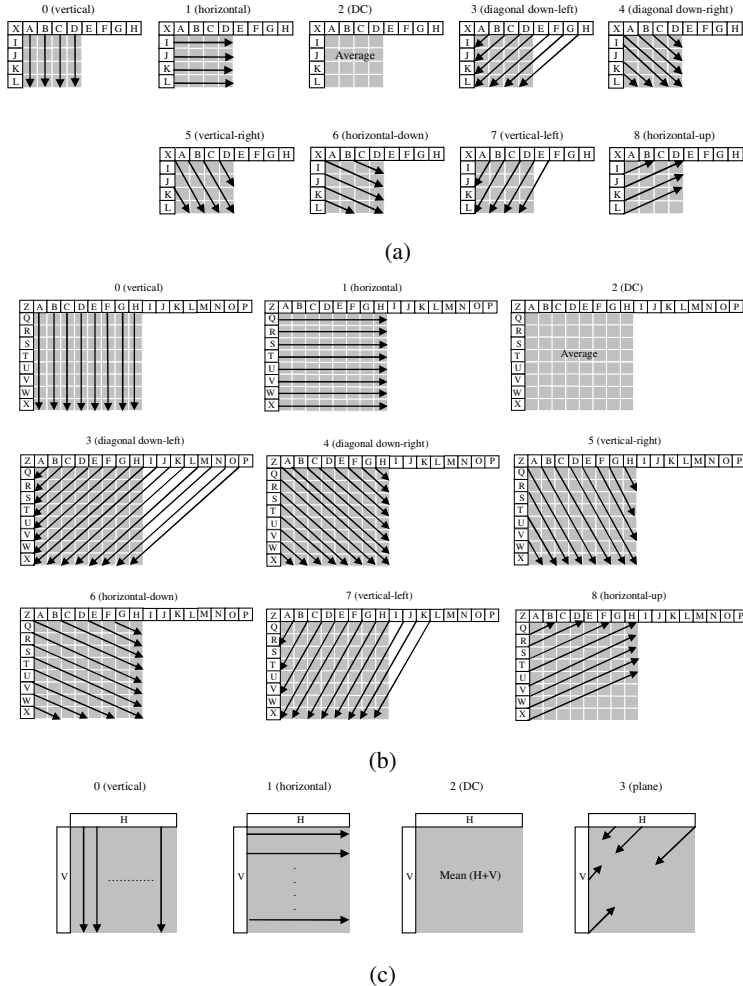 0 (vertical) 1 (horizontal) 2 (DC) 3 (diagonal down-left) 4 (diagonal down-right)
X A B C D E F G H X A B C D E F G H X A B C D E F G H X A B C D E F G H X A B C D E F G H
I I I I I
J J J Average J J
K K K K K
L L L L L
5 (vertical-right) 6 (horizontal-down) 7 (vertical-left) 8 (horizontal-up)
X A B C D E F G H X A B C D E F G H X A B C D E F G H X A B C D E F G H
I I I I
J J J J
K K K K
L L L L
(a)
0 (vertical) 1 (horizontal) 2 (DC)
Z A B C D E F G H I J K L M N O P Z A B C D E F G H I J K L M N O P Z A B C D E F G H I J K L M N O P
Q Q Q
R R R
S S S
T T T Average
U U U
V V V
W W W
X X X
3 (diagonal down-left) 4 (diagonal down-right) 5 (vertical-right)
Z A B C D E F G H I J K L M N O P Z A B C D E F G H I J K L M N O P Z A B C D E F G H I J K L M N O P
Q Q Q
R R R
S S S
T T T
U U U
V V V
W W W
X X X
6 (horizontal-down) 7 (vertical-left) 8 (horizontal-up)
Z A B C D E F G H I J K L M N O P Z A B C D E F G H I J K L M N O P Z A B C D E F G H I J K L M N O P
Q Q Q
R R R
S S S
T T T
U U U
V V V
W W W
X X X
(b)
0 (vertical) 1 (horizontal) 2 (DC) 3 (plane)
H H H H
V V V Mean (H+V) V
(c)